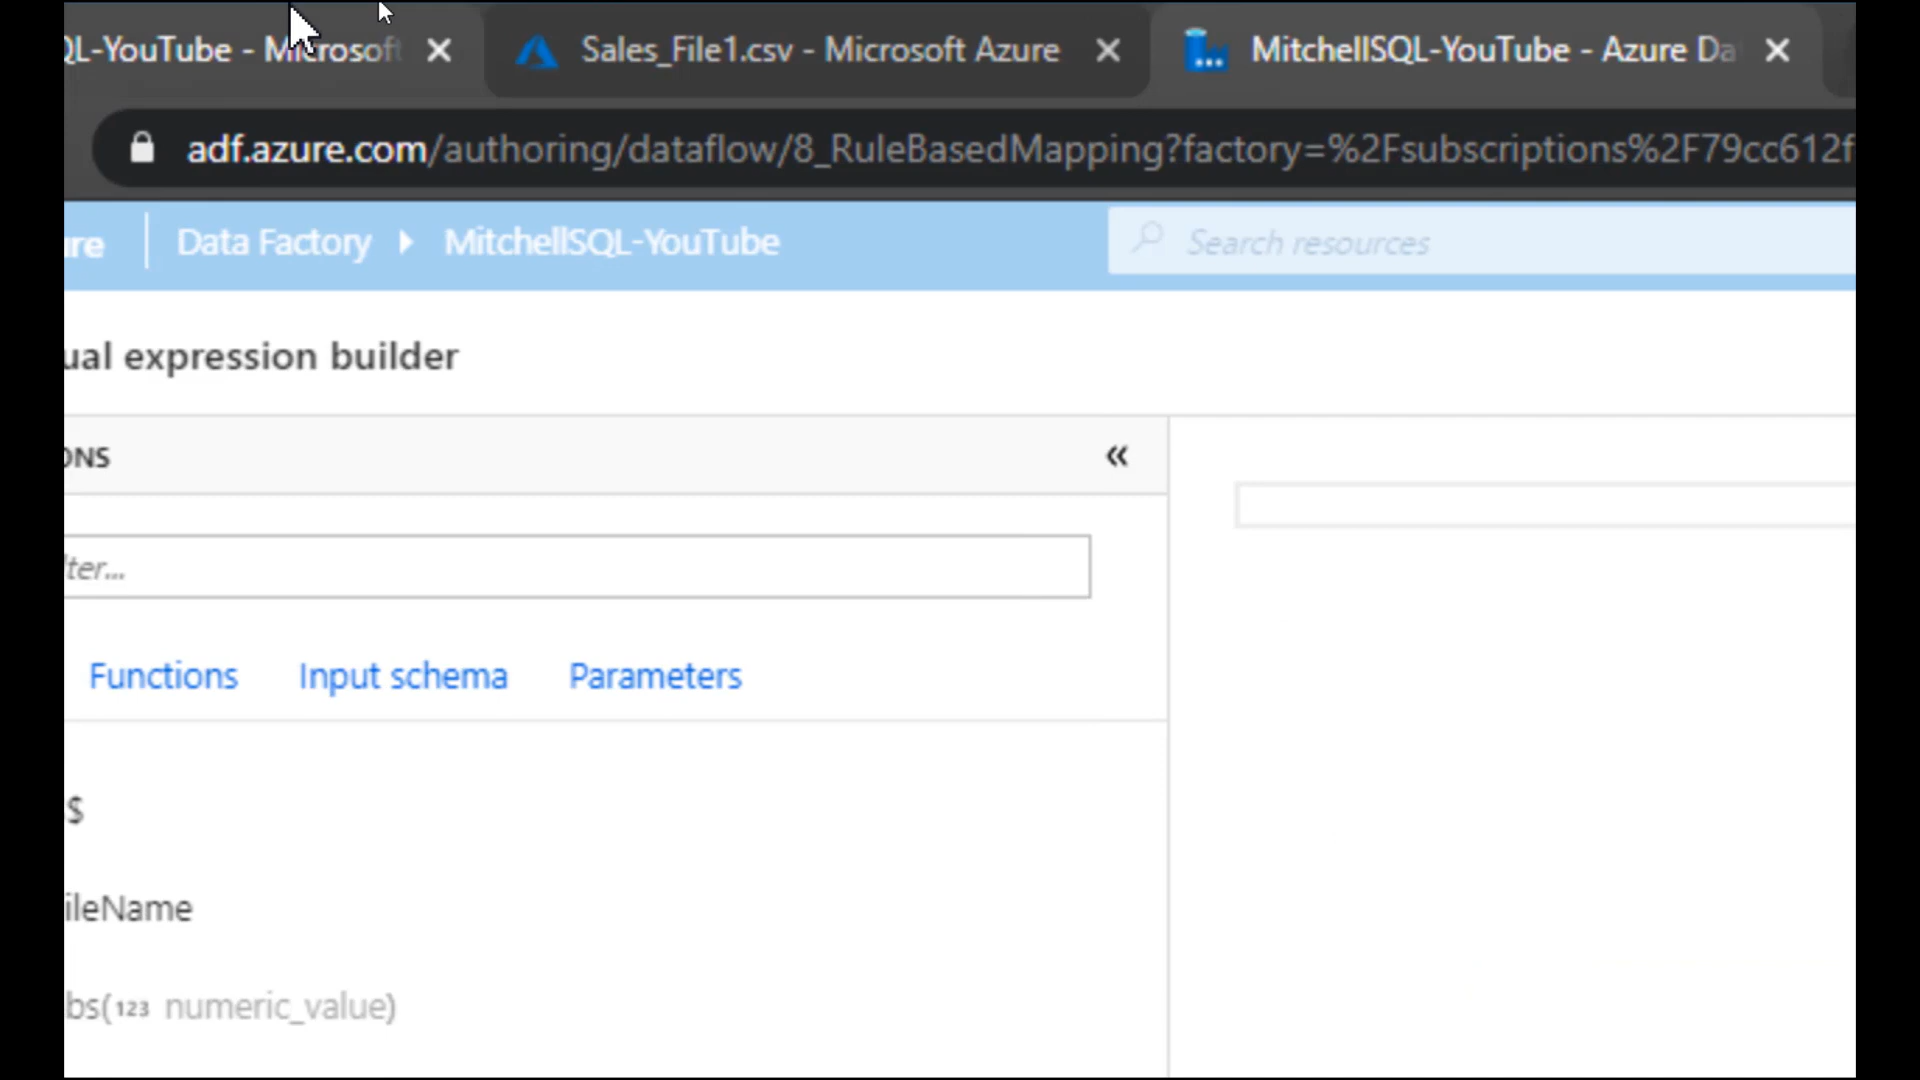 QL-YouTube - Microsoft
Sales_File1.csv - Microsoft Azure
MitchellSQL-YouTube - Azure Da
adf.azure.com/authoring/dataflow/8_RuleBasedMapping?factory=%2Fsubscriptions%2F79cc612f
ure
Data Factory
MitchellSQL-YouTube
Search resources
ual expression builder
ONS
«
lter...
Functions
Input schema
Parameters
$
ileName
bs(123 numeric_value)